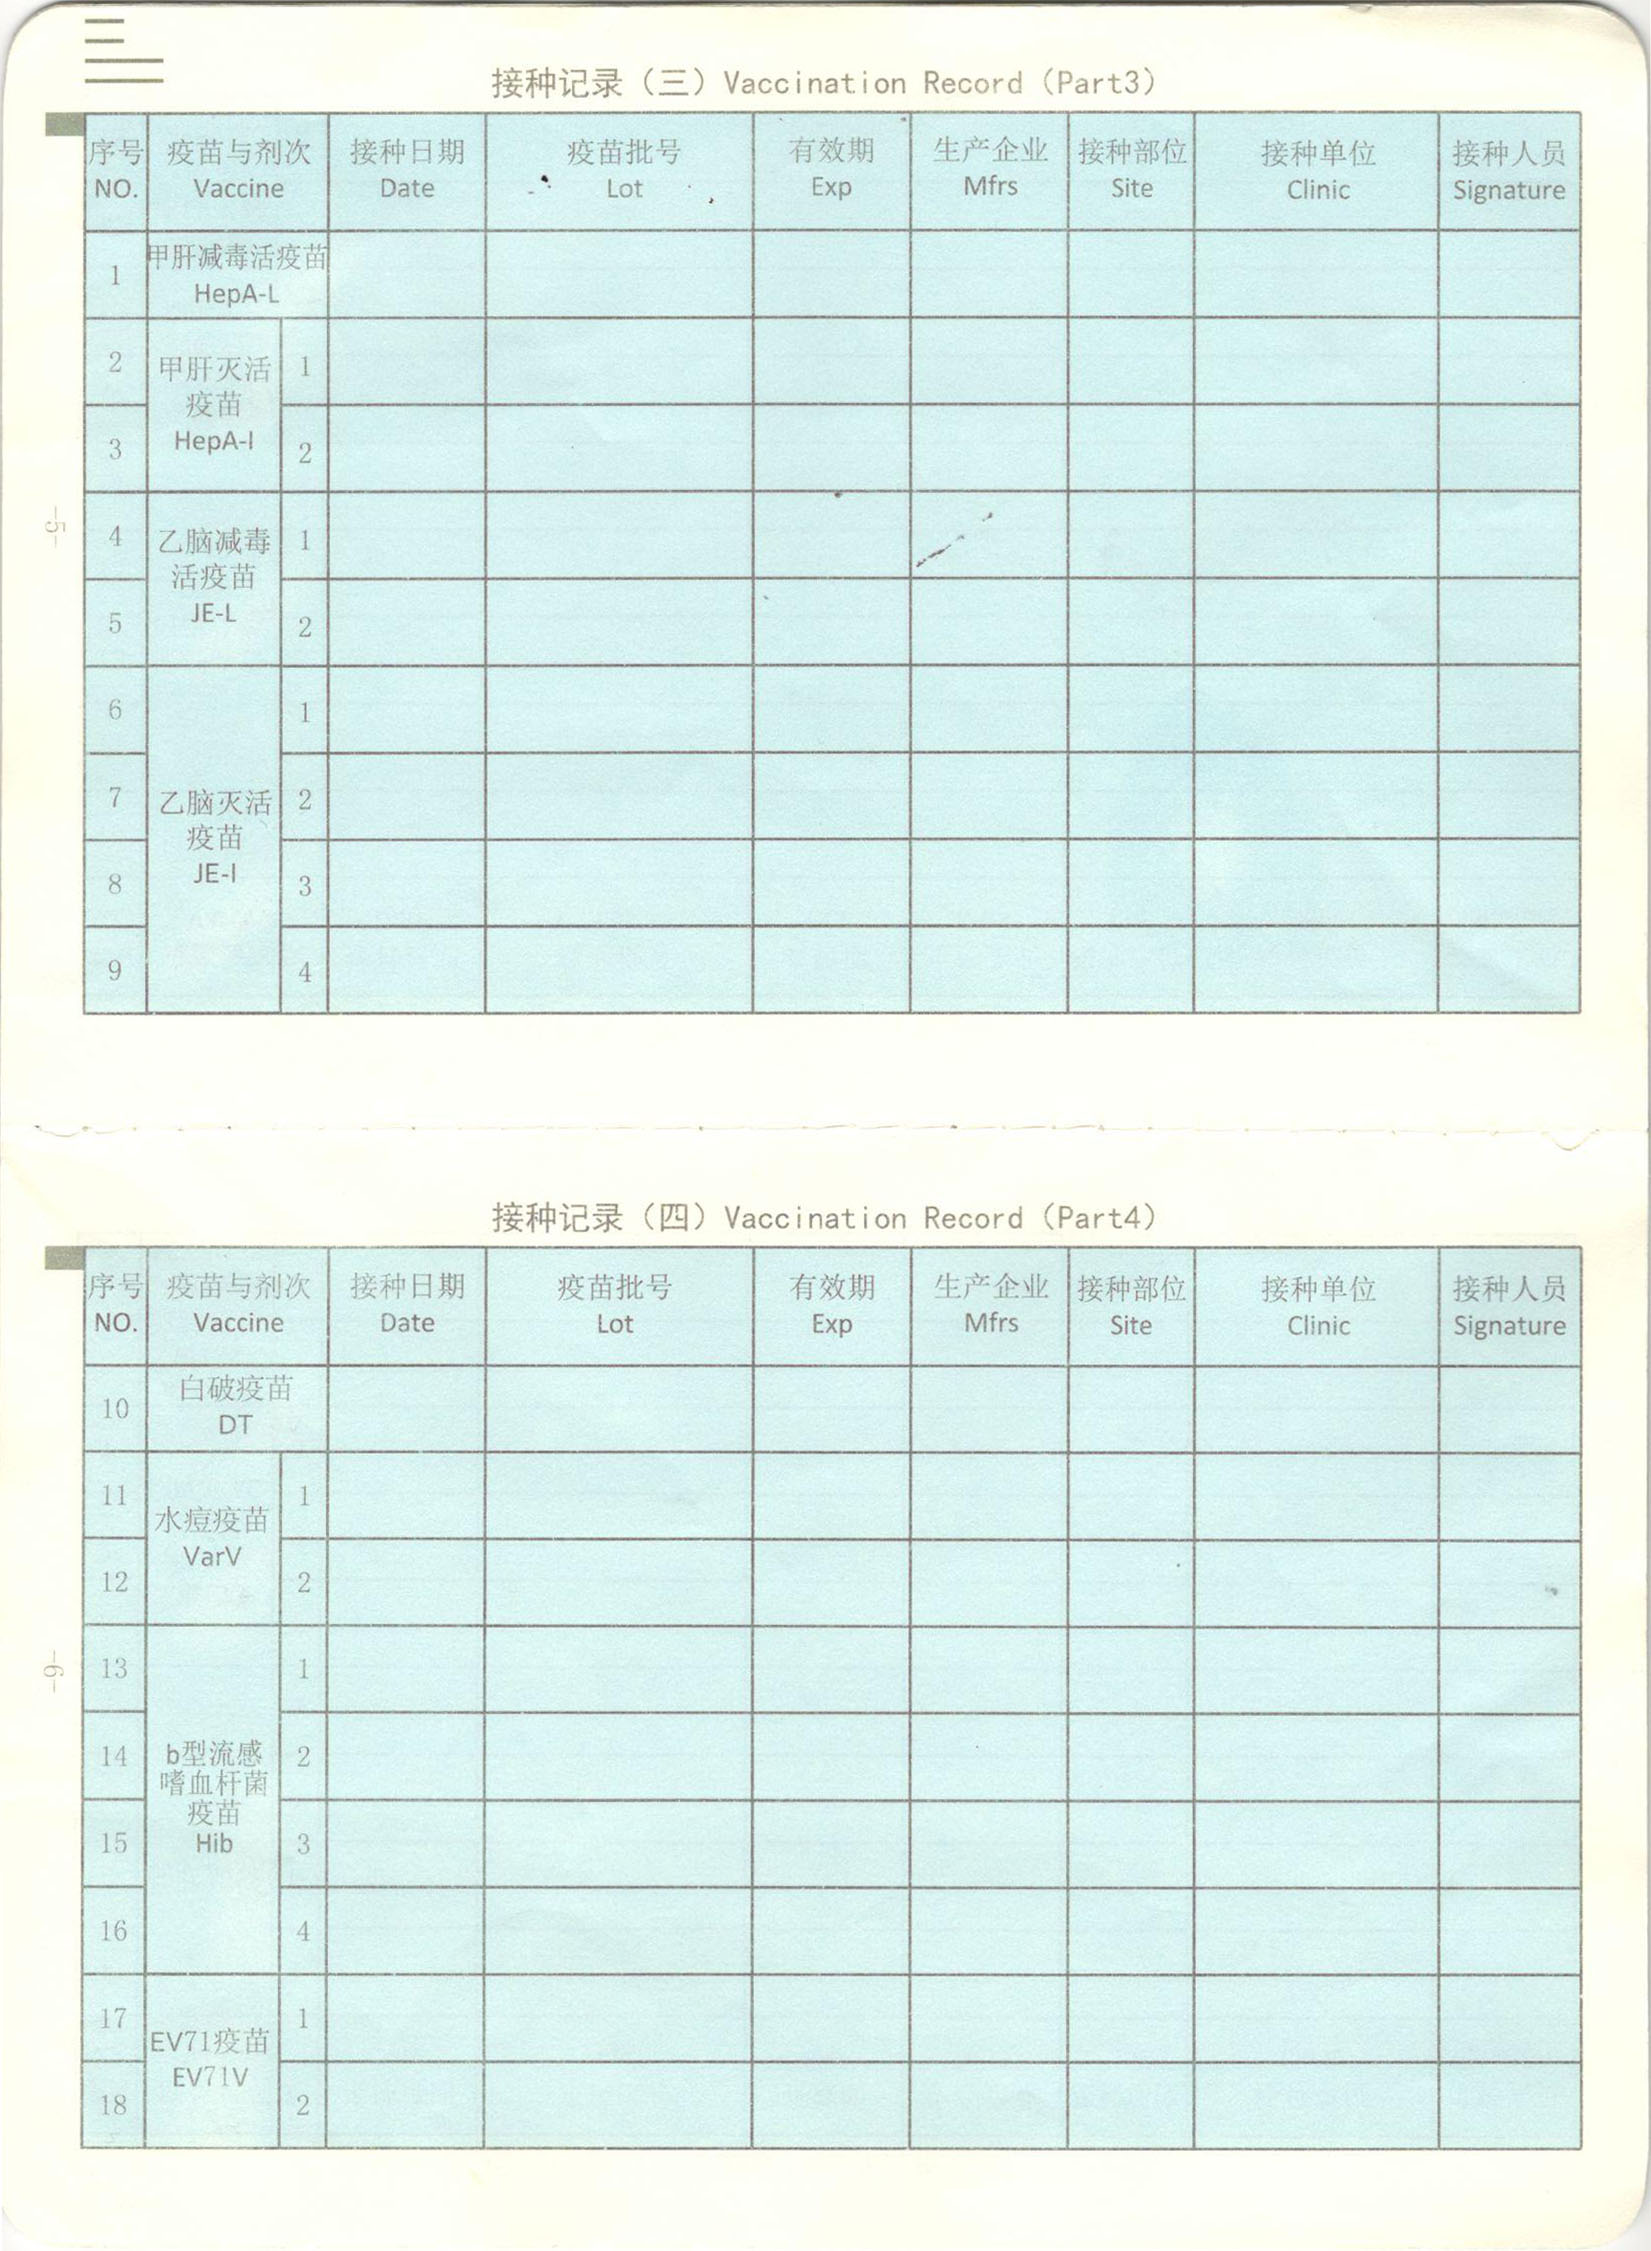 接种记录（三）Vaccination Record（Part3）
序号 疫苗与剂次 接种日期 疫苗批号 有效期 生产企业 接种部位 接种单位 接种人员
NO. Vaccine Date Lot Exp Mfrs Site Clinic Signature
1 甲肝减毒活疫苗
HepA-L
2 甲肝灭活 1
疫苗
3 HepA-I 2
4 乙脑减毒 1
活疫苗
5 JE-L 2
6 1
7 乙脑灭活 2
疫苗
8 JE-I 3
9 4
-5-
接种记录（四）Vaccination Record（Part4）
序号 疫苗与剂次 接种日期 疫苗批号 有效期 生产企业 接种部位 接种单位 接种人员
NO. Vaccine Date Lot Exp Mfrs Site Clinic Signature
10 白破疫苗
DT
11 1
水痘疫苗
VarV
12 2
13 1
14 b型流感 2
嗜血杆菌
疫苗
15 Hib 3
16 4
17 1
EV71疫苗
EV71V
18 2
-6-